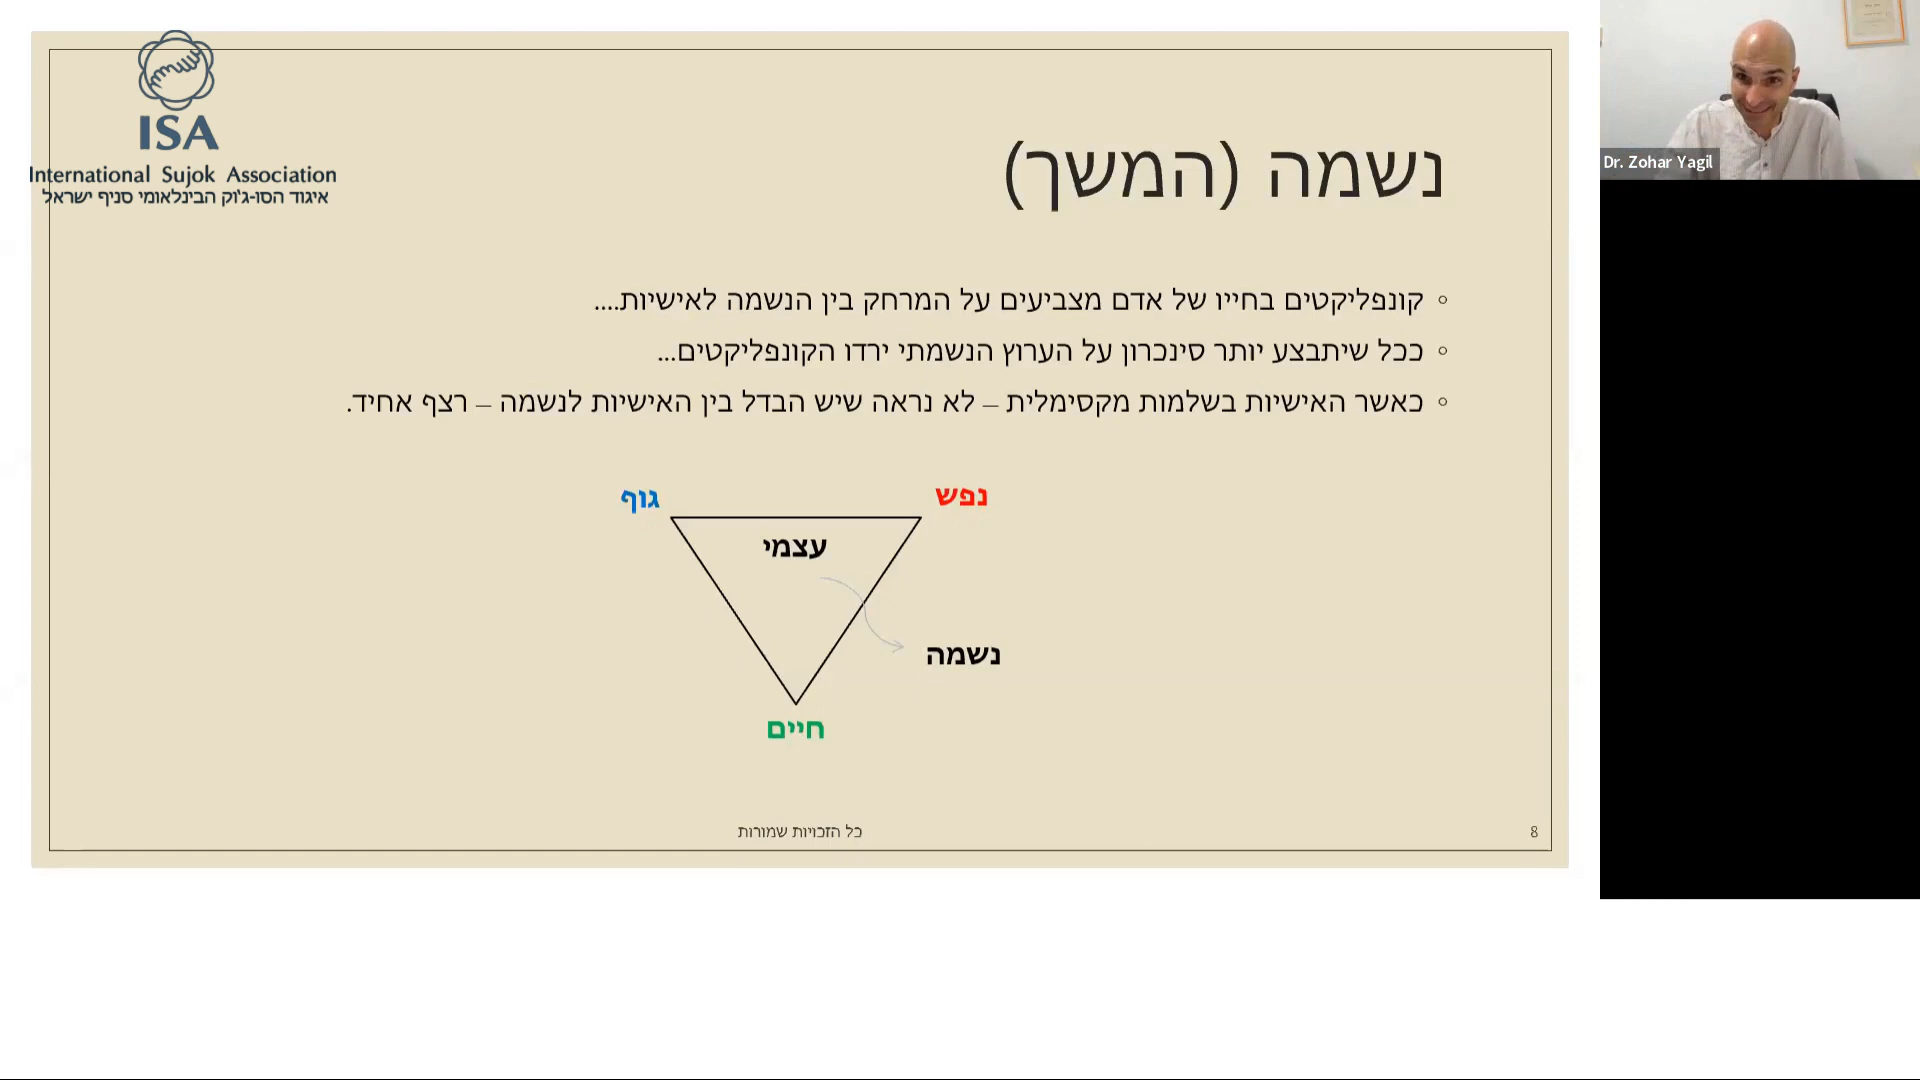 ISA
International Sujok Association
איגוד הסו-ג'וק הבינלאומי סניף ישראל
נשמה (המשך)
◦ קונפליקטים בחייו של אדם מצביעים על המרחק בין הנשמה לאישיות....
◦ ככל שיתבצע יותר סינכרון על הערוץ הנשמתי ירדו הקונפליקטים...
◦ כאשר האישיות בשלמות מקסימלית – לא נראה שיש הבדל בין האישיות לנשמה – רצף אחיד.
נפש
גוף
עצמי
נשמה
חיים
כל הזכויות שמורות
8
Dr. Zohar Yagil